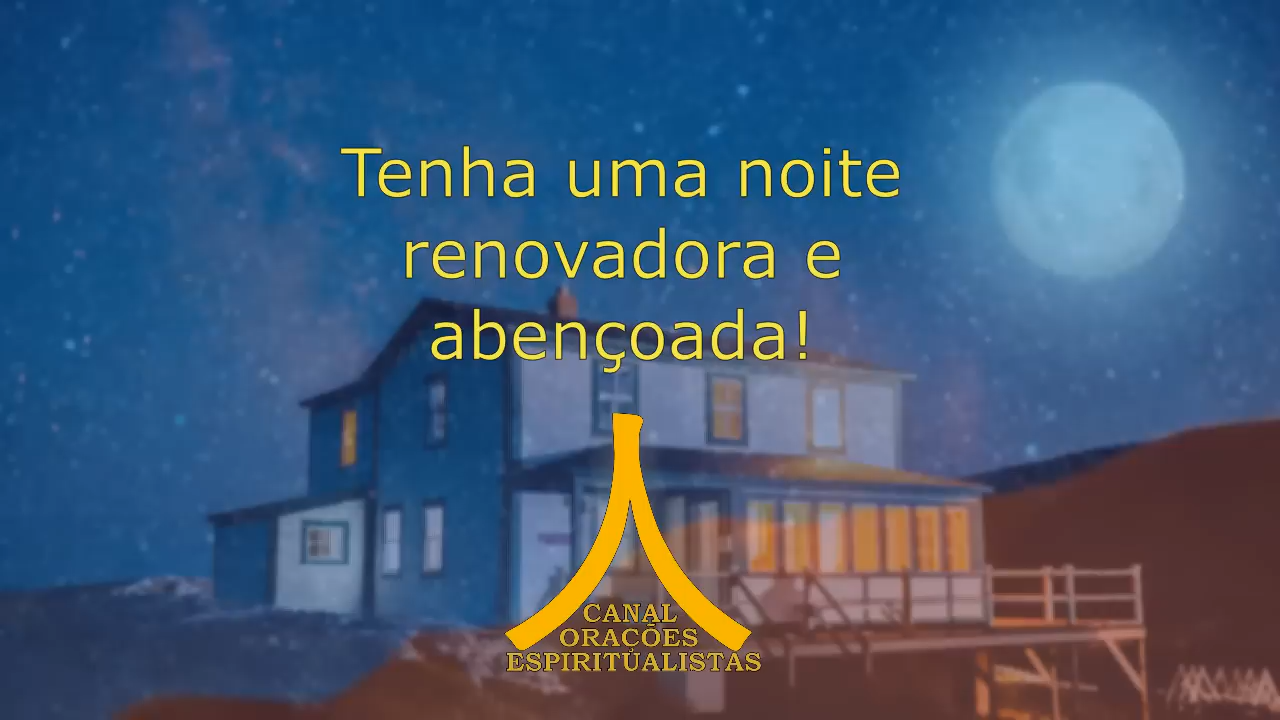 Tenha uma noite
renovadora e
abençoada!
CANAL
ORAÇÕES
ESPIRITUALISTAS